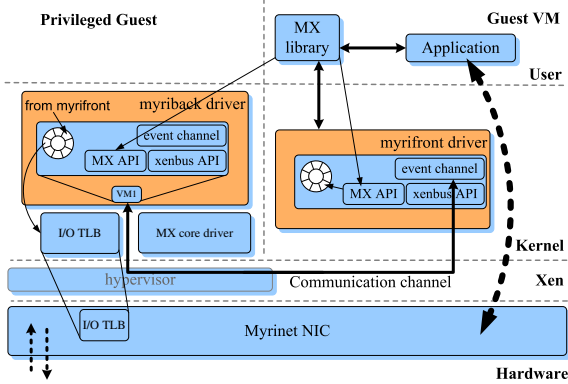 Privileged Guest
Guest VM
MX
library
Application
User
myriback driver
from myrifront
event channel
MX API
xenbus API
VM1
myrifront driver
event channel
MX API
xenbus API
I/O TLB
MX core driver
Kernel
hypervisor
Communication channel
Xen
I/O TLB
Myrinet NIC
Hardware